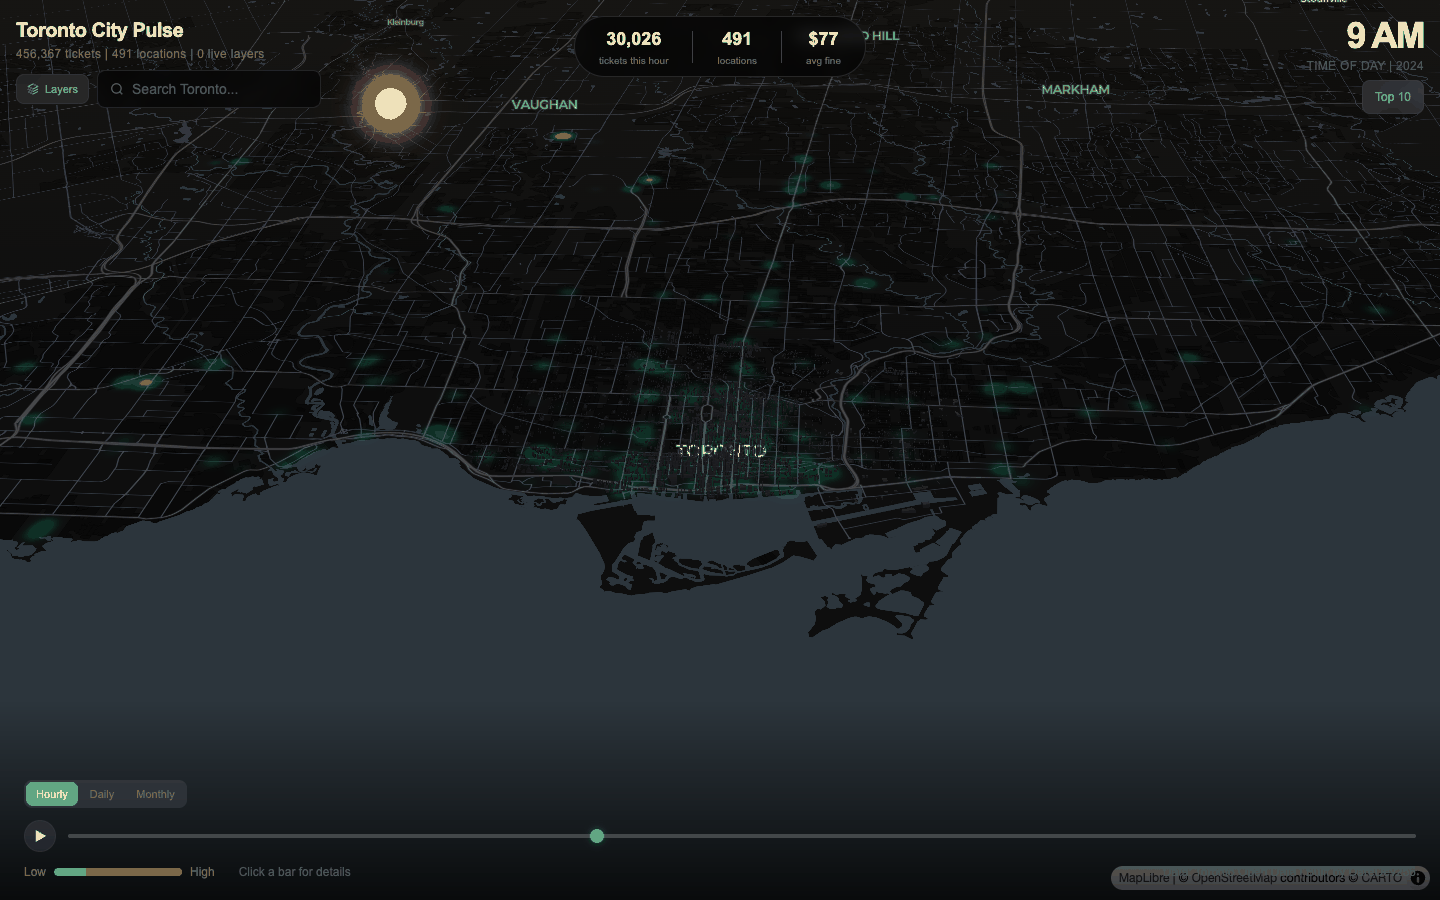 Toronto City Pulse
456,367 tickets | 491 locations | 0 live layers
Layers
Search Toronto...
Kleinburg
30,026
tickets this hour
491
locations
$77
avg fine
HILL
9 AM
TIME OF DAY | 2024
Top 10
VAUGHAN
MARKHAM
TORONTO
Hourly
Daily
Monthly
Low
High
Click a bar for details
MapLibre | © OpenStreetMap contributors © CARTO